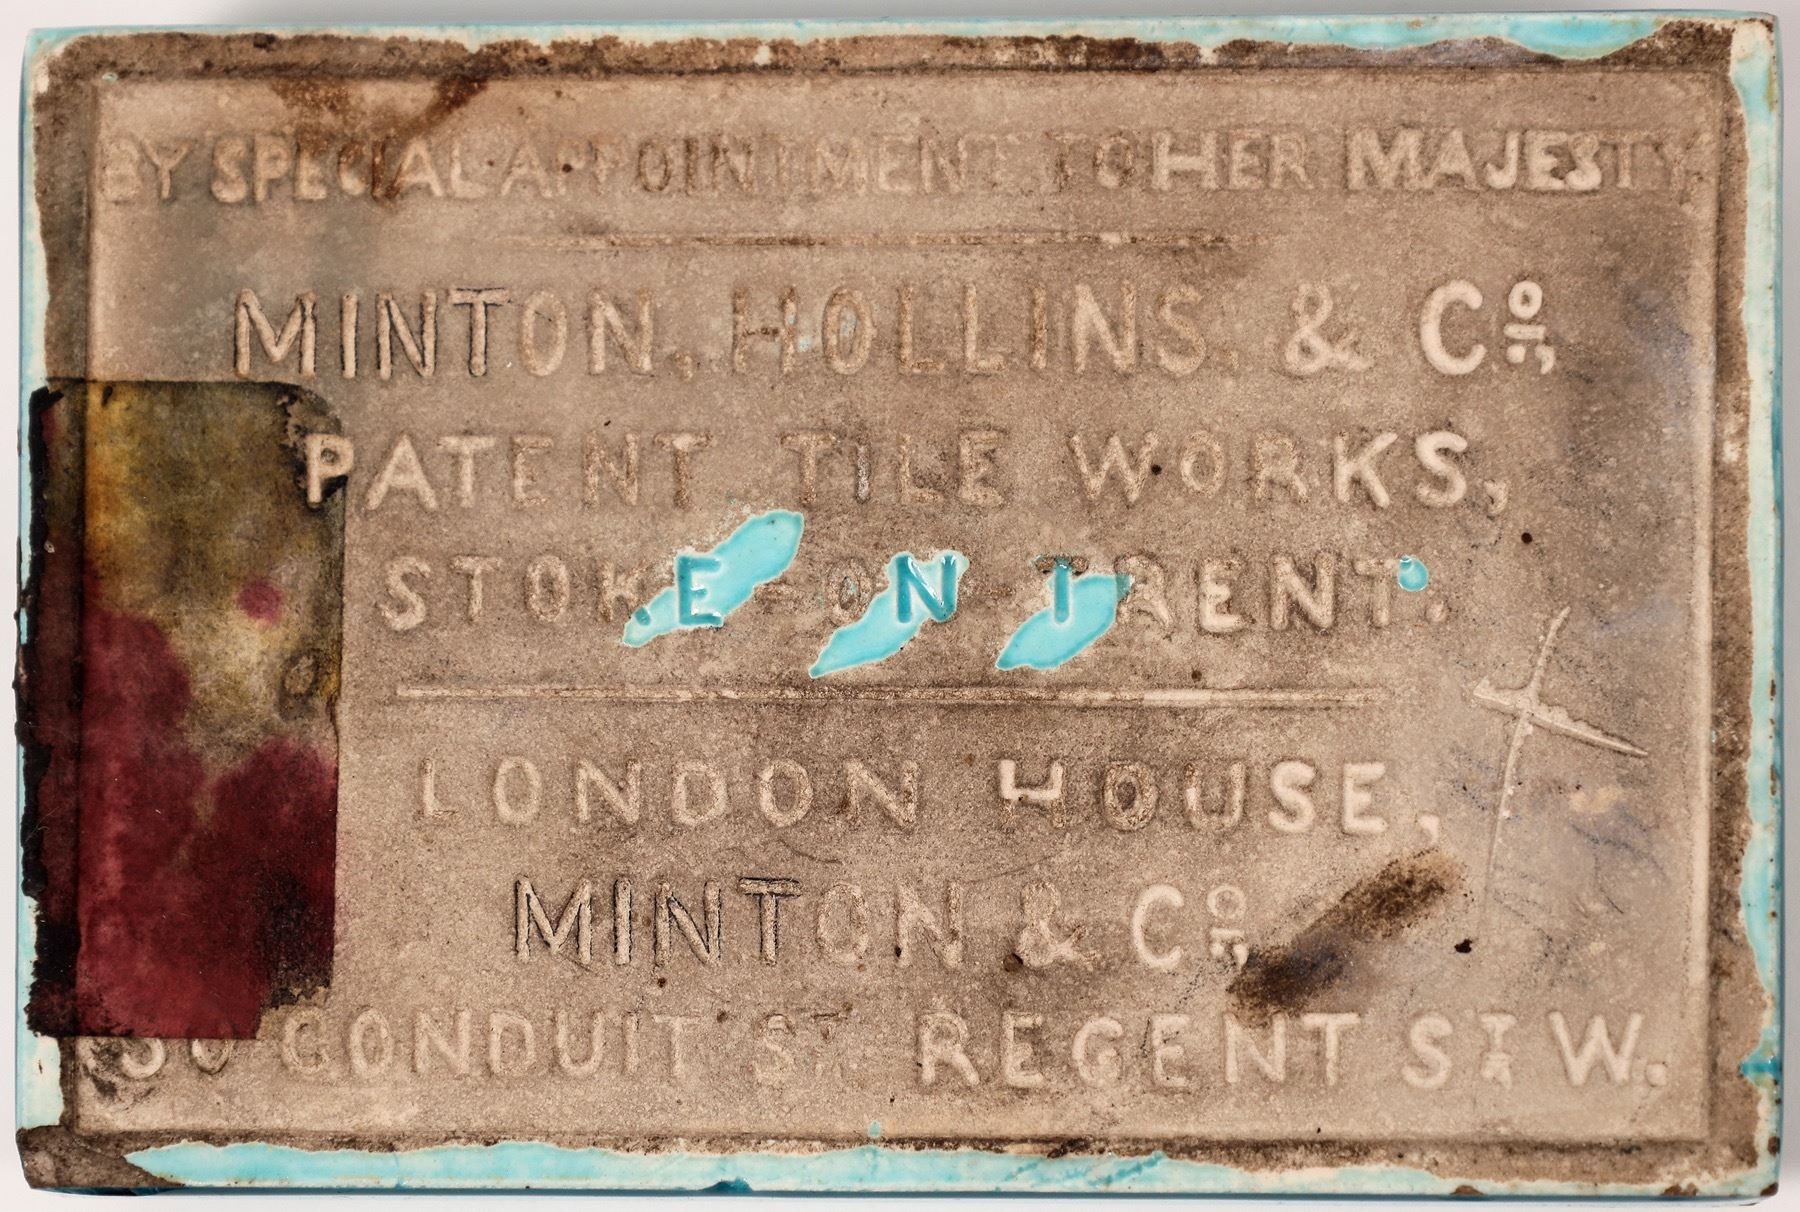 BY SPECIAL APPOINTMENT TO HER MAJESTY,
MINTON, HOLLINS, & Cº,
PATENT TILE WORKS,
STOKE-ON-TRENT.
LONDON HOUSE,
MINTON & Cº,
50 CONDUIT ST. REGENT ST. W.